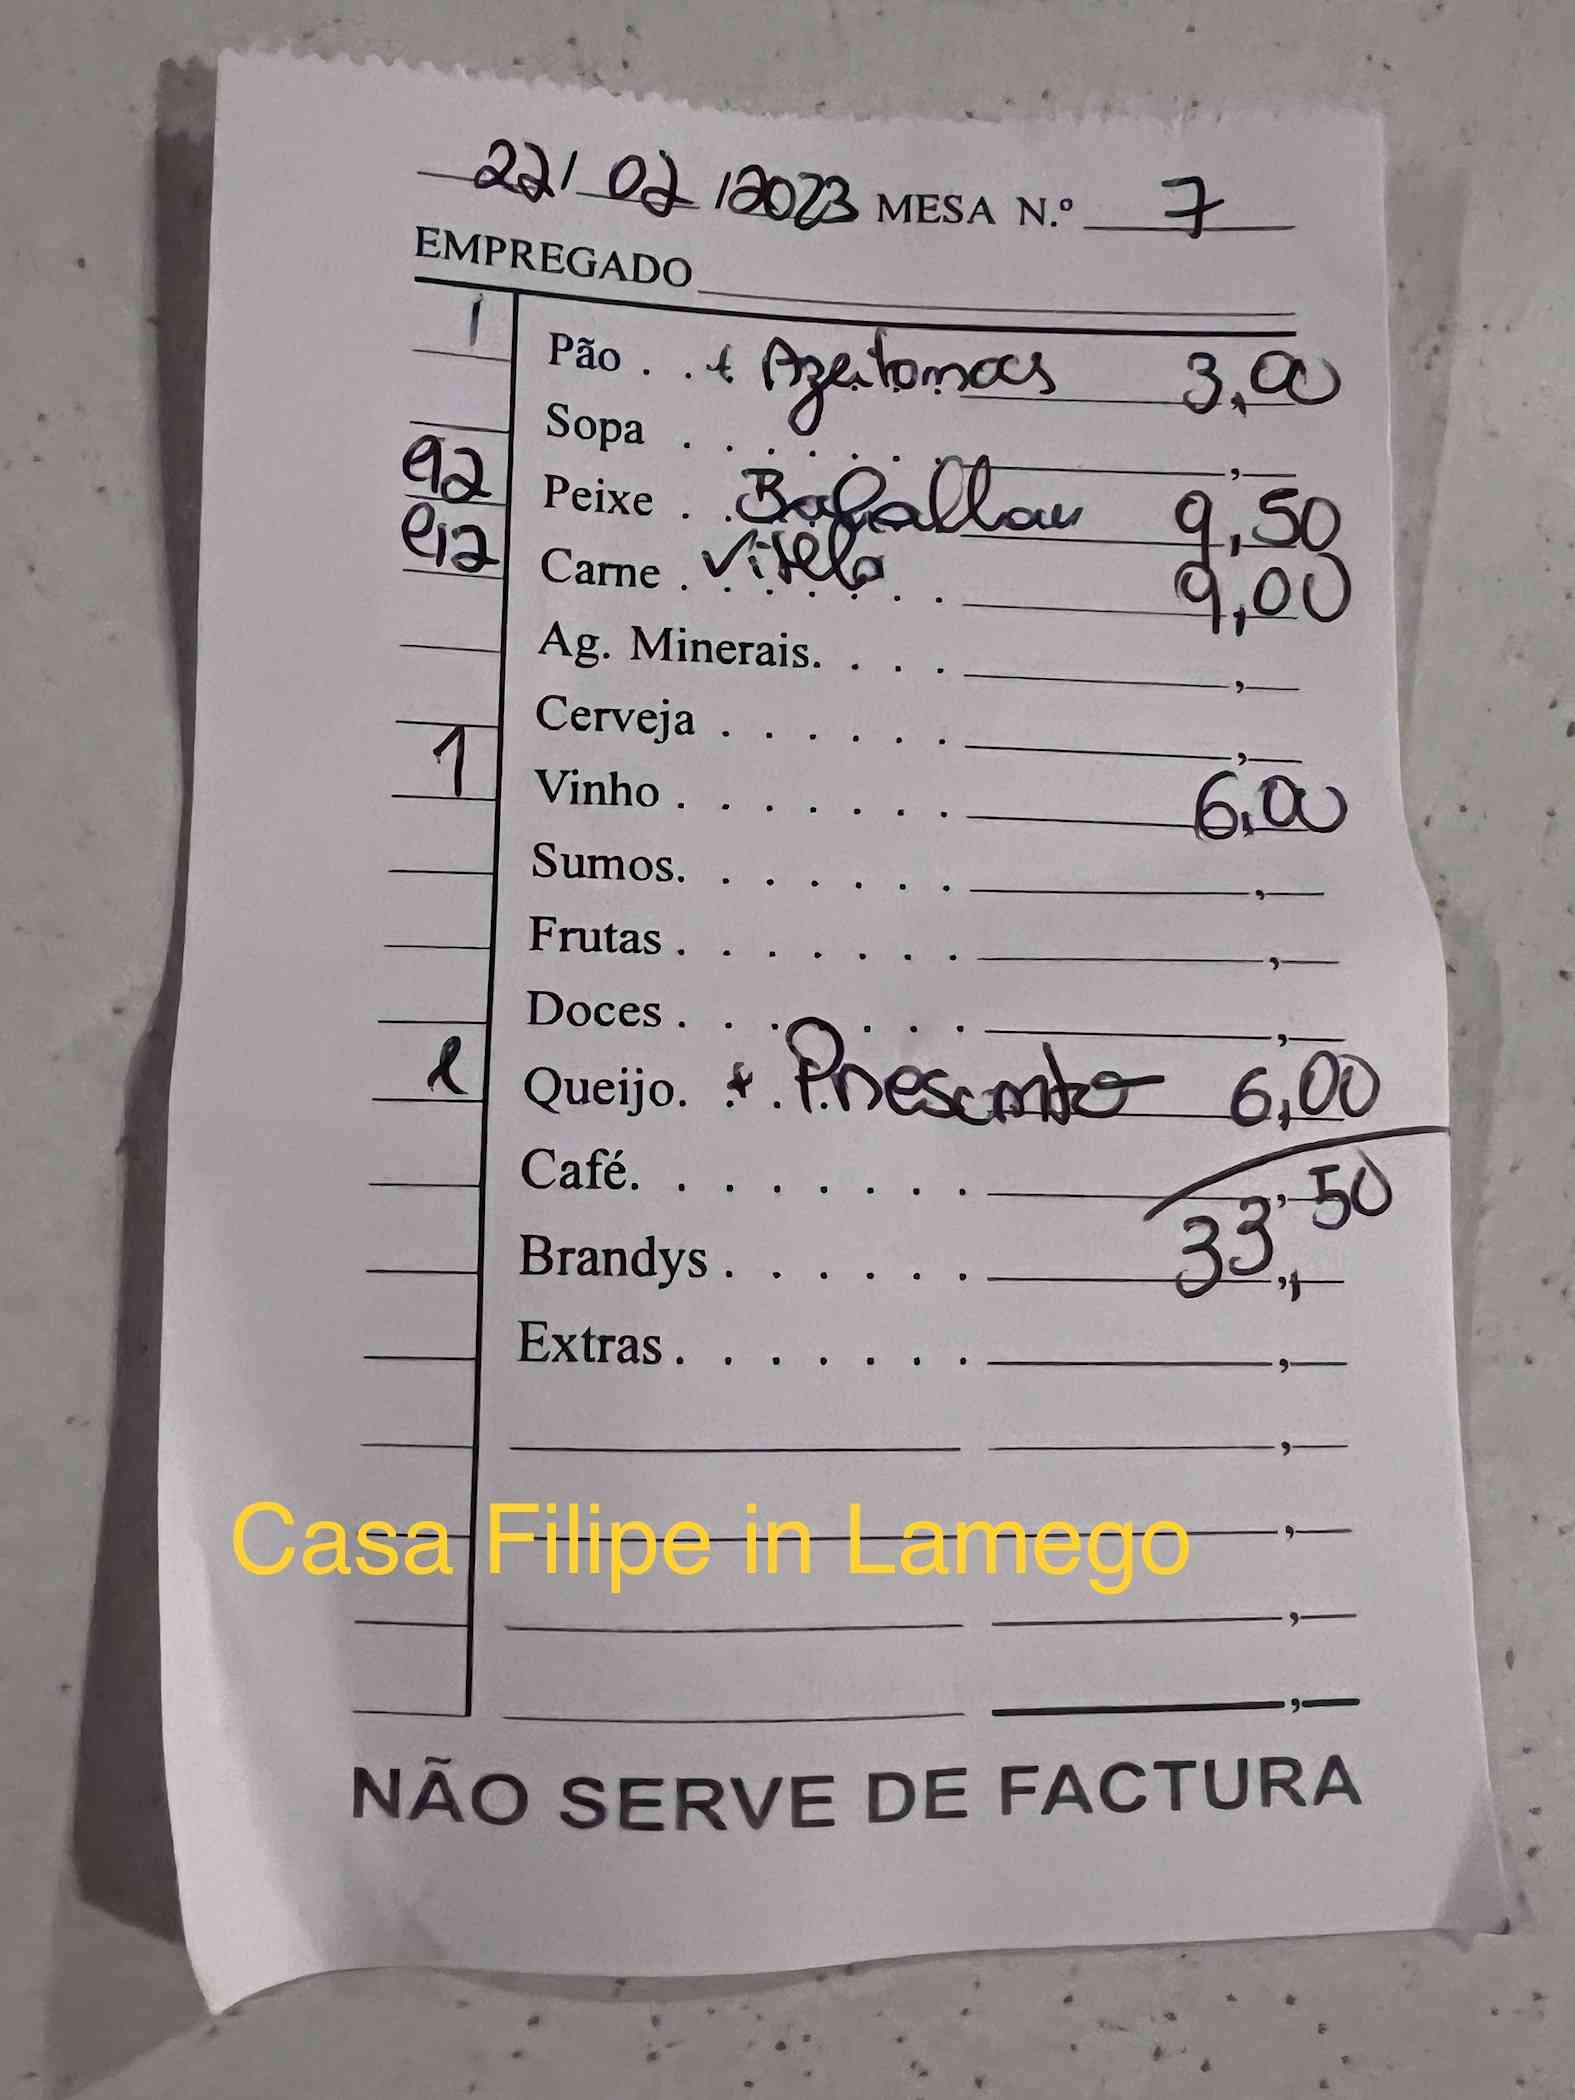 22/02/2023 MESA N.º 7
EMPREGADO
1 Pão . . + Azeitonas 3,00
Sopa . . . . . . ,
Peixe . . Bacallau 9,50
Carne . Vitela . . 9,00
Ag. Minerais. . . . ,
Cerveja . . . . . . ,
1 Vinho . . . . . . . 6,00
Sumos. . . . . . . ,
Frutas . . . . . . . ,
Doces . . . . . . . ,
1 Queijo. + Presunto 6,00
Café. . . . . . . . , 33,50
Brandys . . . . . . ,
Extras . . . . . . . ,
Casa Filipe in Lamego
NÃO SERVE DE FACTURA